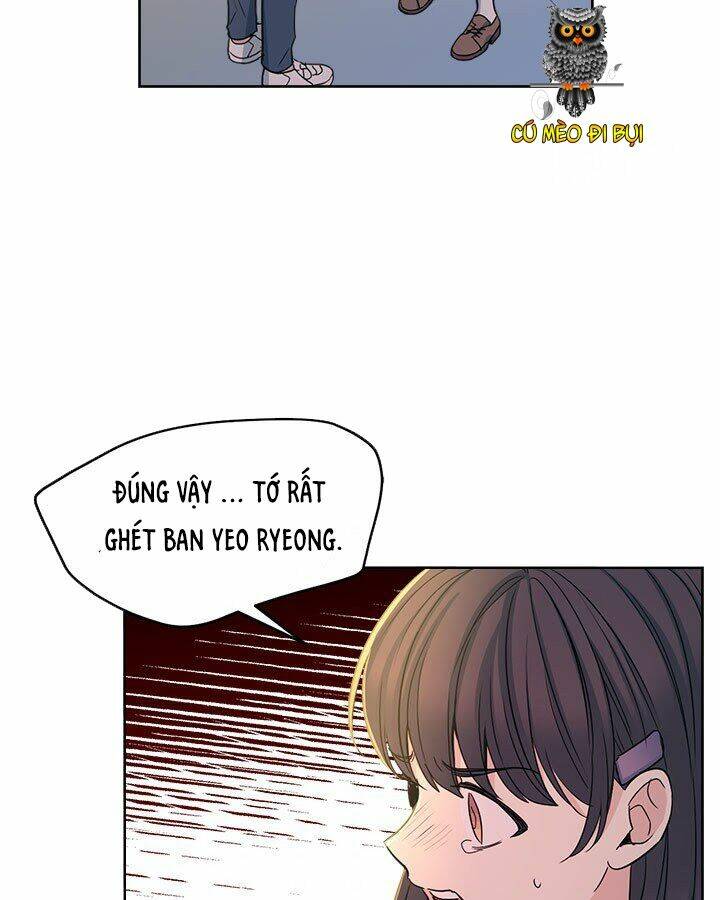 CÚ MÈO ĐI BỤI
ĐÚNG VẬY ... TỚ RẤT
GHÉT BAN YEO RYEONG.